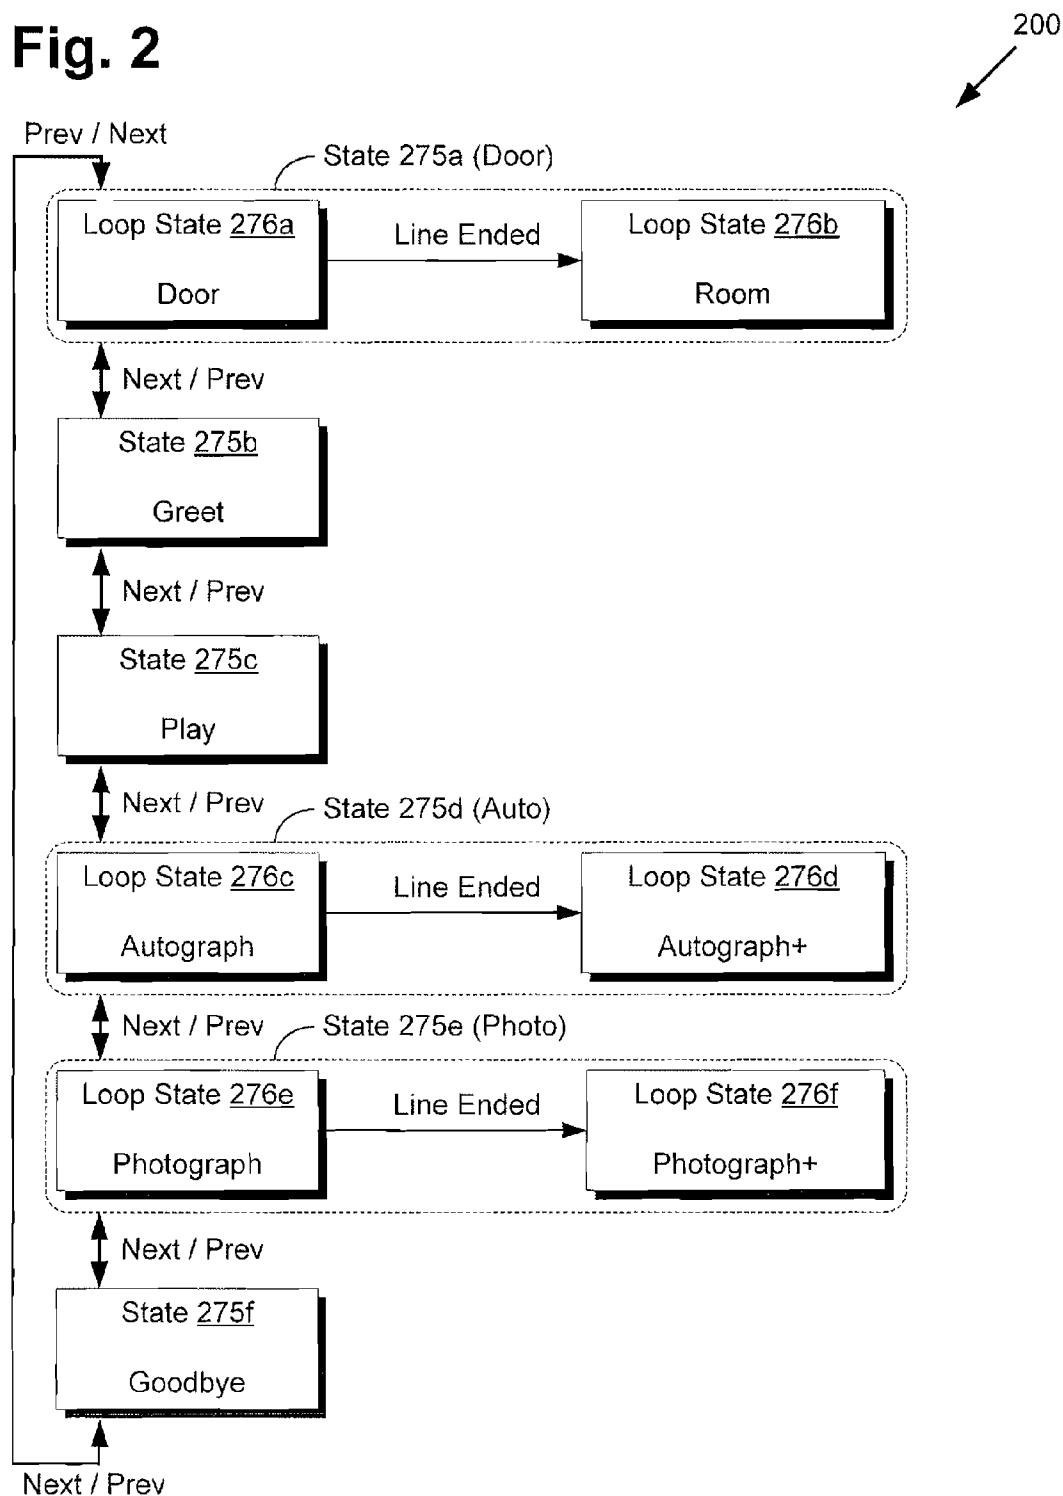 200
Fig. 2
Prev / Next
State 275a (Door)
Loop State 276a
Line Ended
Loop State 276b
Door
Room
Next / Prev
State 275b
Greet
Next / Prev
State 275c
Play
Next / Prev
State 275d (Auto)
Loop State 276c
Line Ended
Loop State 276d
Autograph
Autograph+
Next / Prev
State 275e (Photo)
Loop State 276e
Line Ended
Loop State 276f
Photograph
Photograph+
Next / Prev
State 275f
Goodbye
Next / Prev